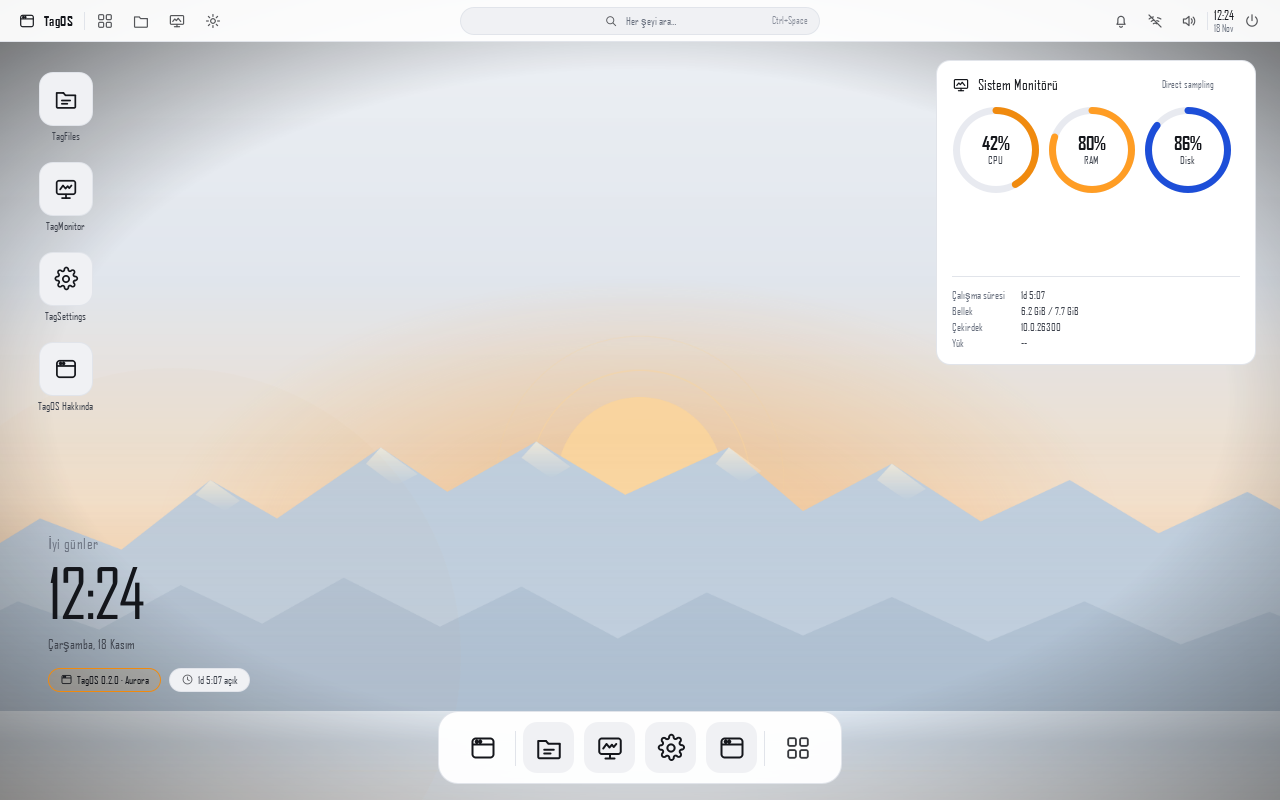 TagOS
Her şeyi ara...
Ctrl+Space
12:24
18 Nov
TagFiles
TagMonitor
TagSettings
TagOS Hakkında
Sistem Monitörü
Direct sampling
42%
CPU
80%
RAM
86%
Disk
Çalışma süresi 1d 5:07
Bellek 6.2 GiB / 7.7 GiB
Çekirdek 10.0.26300
Yük --
İyi günler
12:24
Çarşamba, 18 Kasım
TagOS 0.2.0 · Aurora
1d 5:07 açık